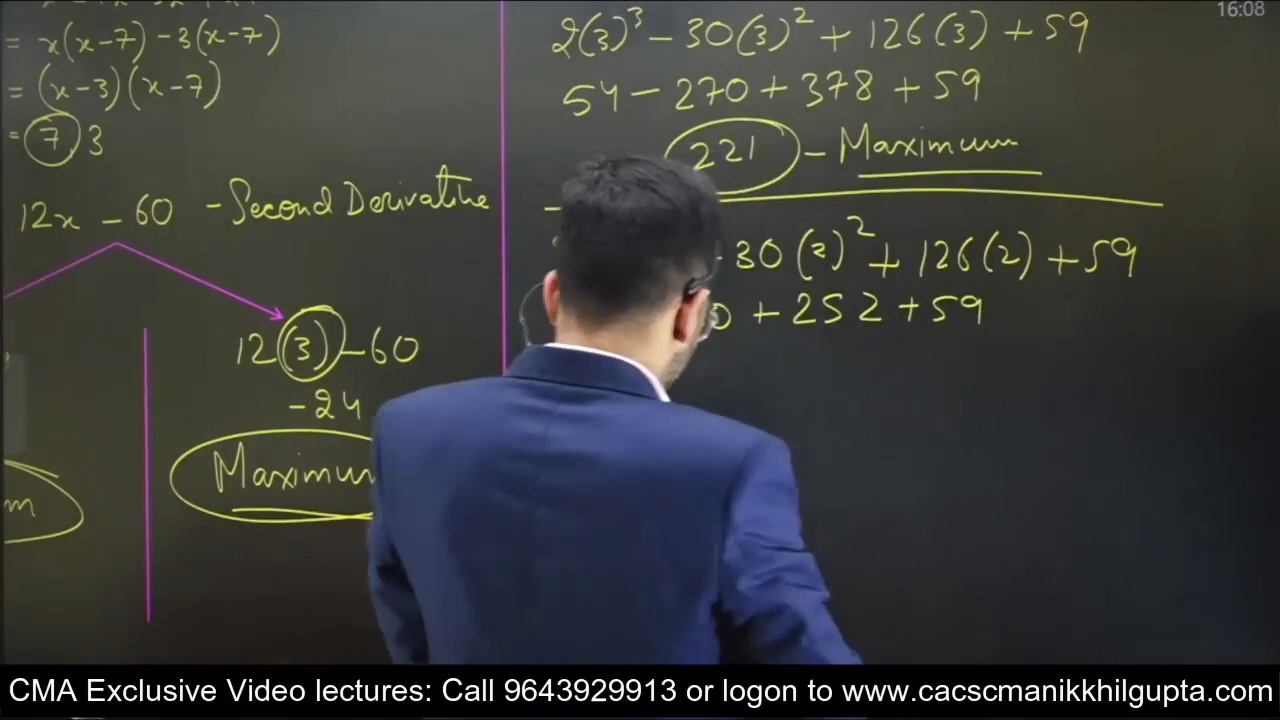 = x(x-7) - 3(x-7)
= (x-3)(x-7)
= 7, 3
12x - 60 - Second Derivative
12(3) - 60
-24
Maximum
m
16:08
2(3)³ - 30(3)² + 126(3) + 59
54 - 270 + 378 + 59
221 - Maximum
30(2)² + 126(2) + 59
0 + 252 + 59
CMA Exclusive Video lectures: Call 9643929913 or logon to www.cacscmanikkhilgupta.com